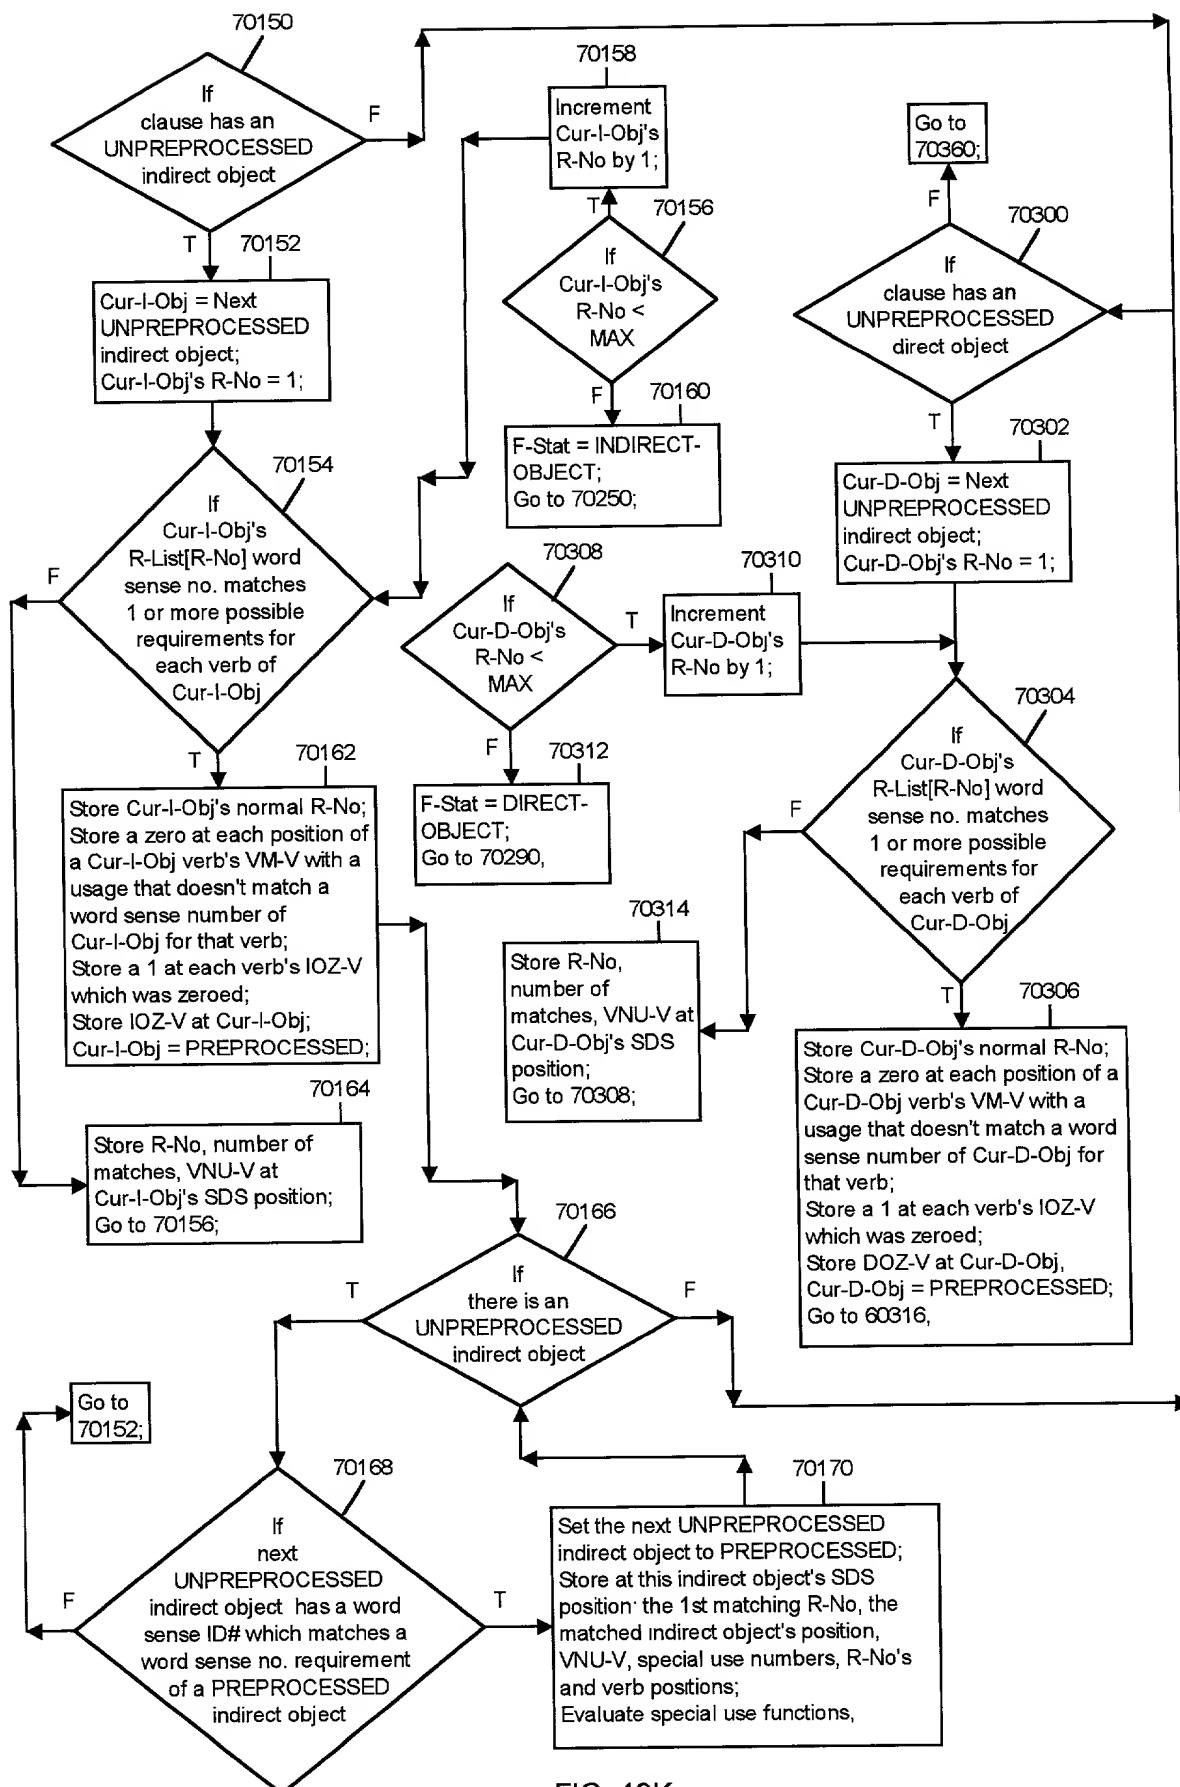 70150
If
clause has an
UNPREPROCESSED
indirect object
F
T
70152
Cur-I-Obj = Next
UNPREPROCESSED
indirect object;
Cur-I-Obj's R-No = 1;
70154
If
Cur-I-Obj's
R-List[R-No] word
sense no. matches
1 or more possible
requirements for
each verb of
Cur-I-Obj
F
T
70158
Increment
Cur-I-Obj's
R-No by 1;
T
70156
If
Cur-I-Obj's
R-No <
MAX
F
70160
F-Stat = INDIRECT-
OBJECT;
Go to 70250;
Go to
70360;
F
70300
If
clause has an
UNPREPROCESSED
direct object
T
70302
Cur-D-Obj = Next
UNPREPROCESSED
indirect object;
Cur-D-Obj's R-No = 1;
70308
If
Cur-D-Obj's
R-No <
MAX
T
F
70310
Increment
Cur-D-Obj's
R-No by 1;
70312
F-Stat = DIRECT-
OBJECT;
Go to 70290,
70304
If
Cur-D-Obj's
R-List[R-No] word
sense no. matches
1 or more possible
requirements for
each verb of
Cur-D-Obj
F
T
70162
Store Cur-I-Obj's normal R-No;
Store a zero at each position of
a Cur-I-Obj verb's VM-V with a
usage that doesn't match a
word sense number of
Cur-I-Obj for that verb;
Store a 1 at each verb's IOZ-V
which was zeroed;
Store IOZ-V at Cur-I-Obj;
Cur-I-Obj = PREPROCESSED;
70314
Store R-No,
number of
matches, VNU-V at
Cur-D-Obj's SDS
position;
Go to 70308;
70306
Store Cur-D-Obj's normal R-No;
Store a zero at each position of a
Cur-D-Obj verb's VM-V with a
usage that doesn't match a word
sense number of Cur-D-Obj for
that verb;
Store a 1 at each verb's IOZ-V
which was zeroed;
Store DOZ-V at Cur-D-Obj,
Cur-D-Obj = PREPROCESSED;
Go to 60316,
70164
Store R-No, number of
matches, VNU-V at
Cur-I-Obj's SDS position;
Go to 70156;
70166
If
there is an
UNPREPROCESSED
indirect object
T
F
Go to
70152;
70168
If
next
UNPREPROCESSED
indirect object has a word
sense ID# which matches a
word sense no. requirement
of a PREPROCESSED
indirect object
F
T
70170
Set the next UNPREPROCESSED
indirect object to PREPROCESSED;
Store at this indirect object's SDS
position: the 1st matching R-No, the
matched indirect object's position,
VNU-V, special use numbers, R-No's
and verb positions;
Evaluate special use functions,